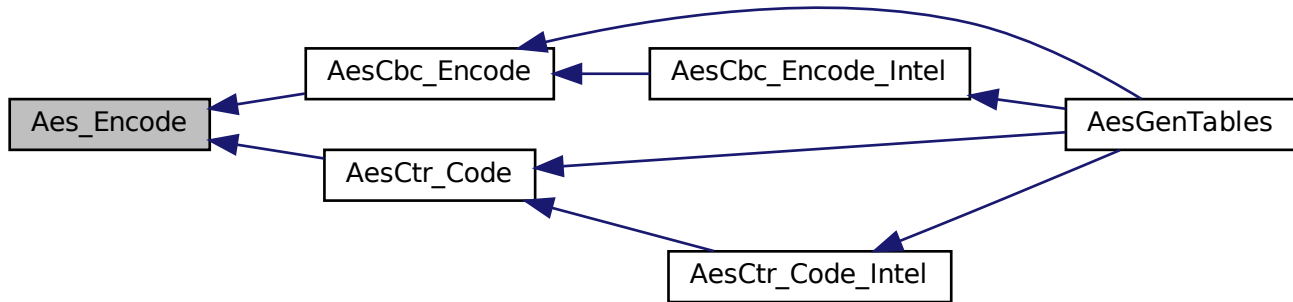 Aes_Encode
AesCbc_Encode
AesCbc_Encode_Intel
AesGenTables
AesCtr_Code
AesCtr_Code_Intel